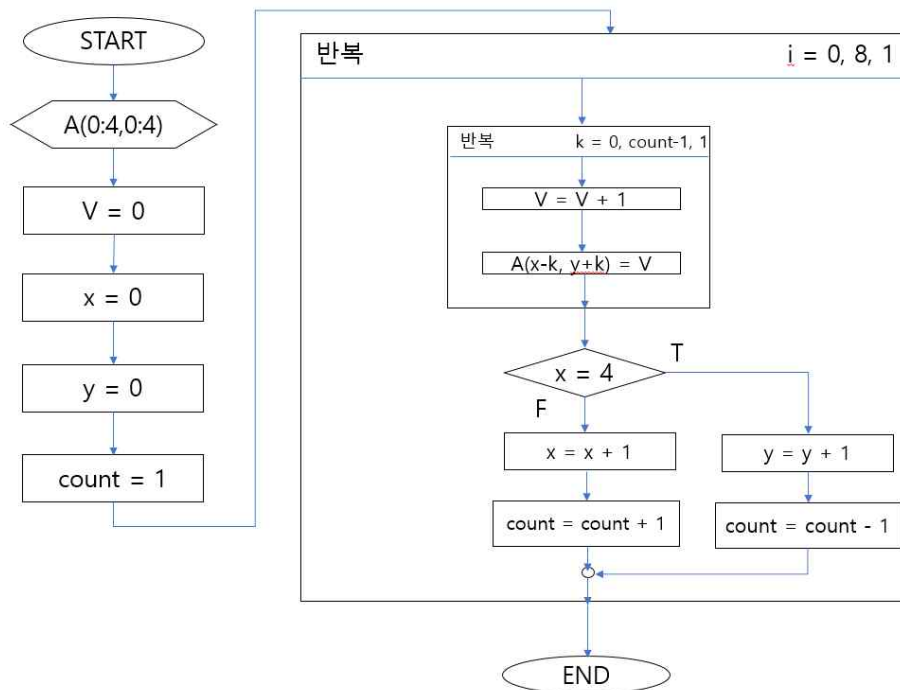 START
A(0:4,0:4)
V = 0
x = 0
y = 0
count = 1
반복 i = 0, 8, 1
반복 k = 0, count-1, 1
V = V + 1
A(x-k, y+k) = V
x = 4
T
F
x = x + 1
y = y + 1
count = count + 1
count = count - 1
END